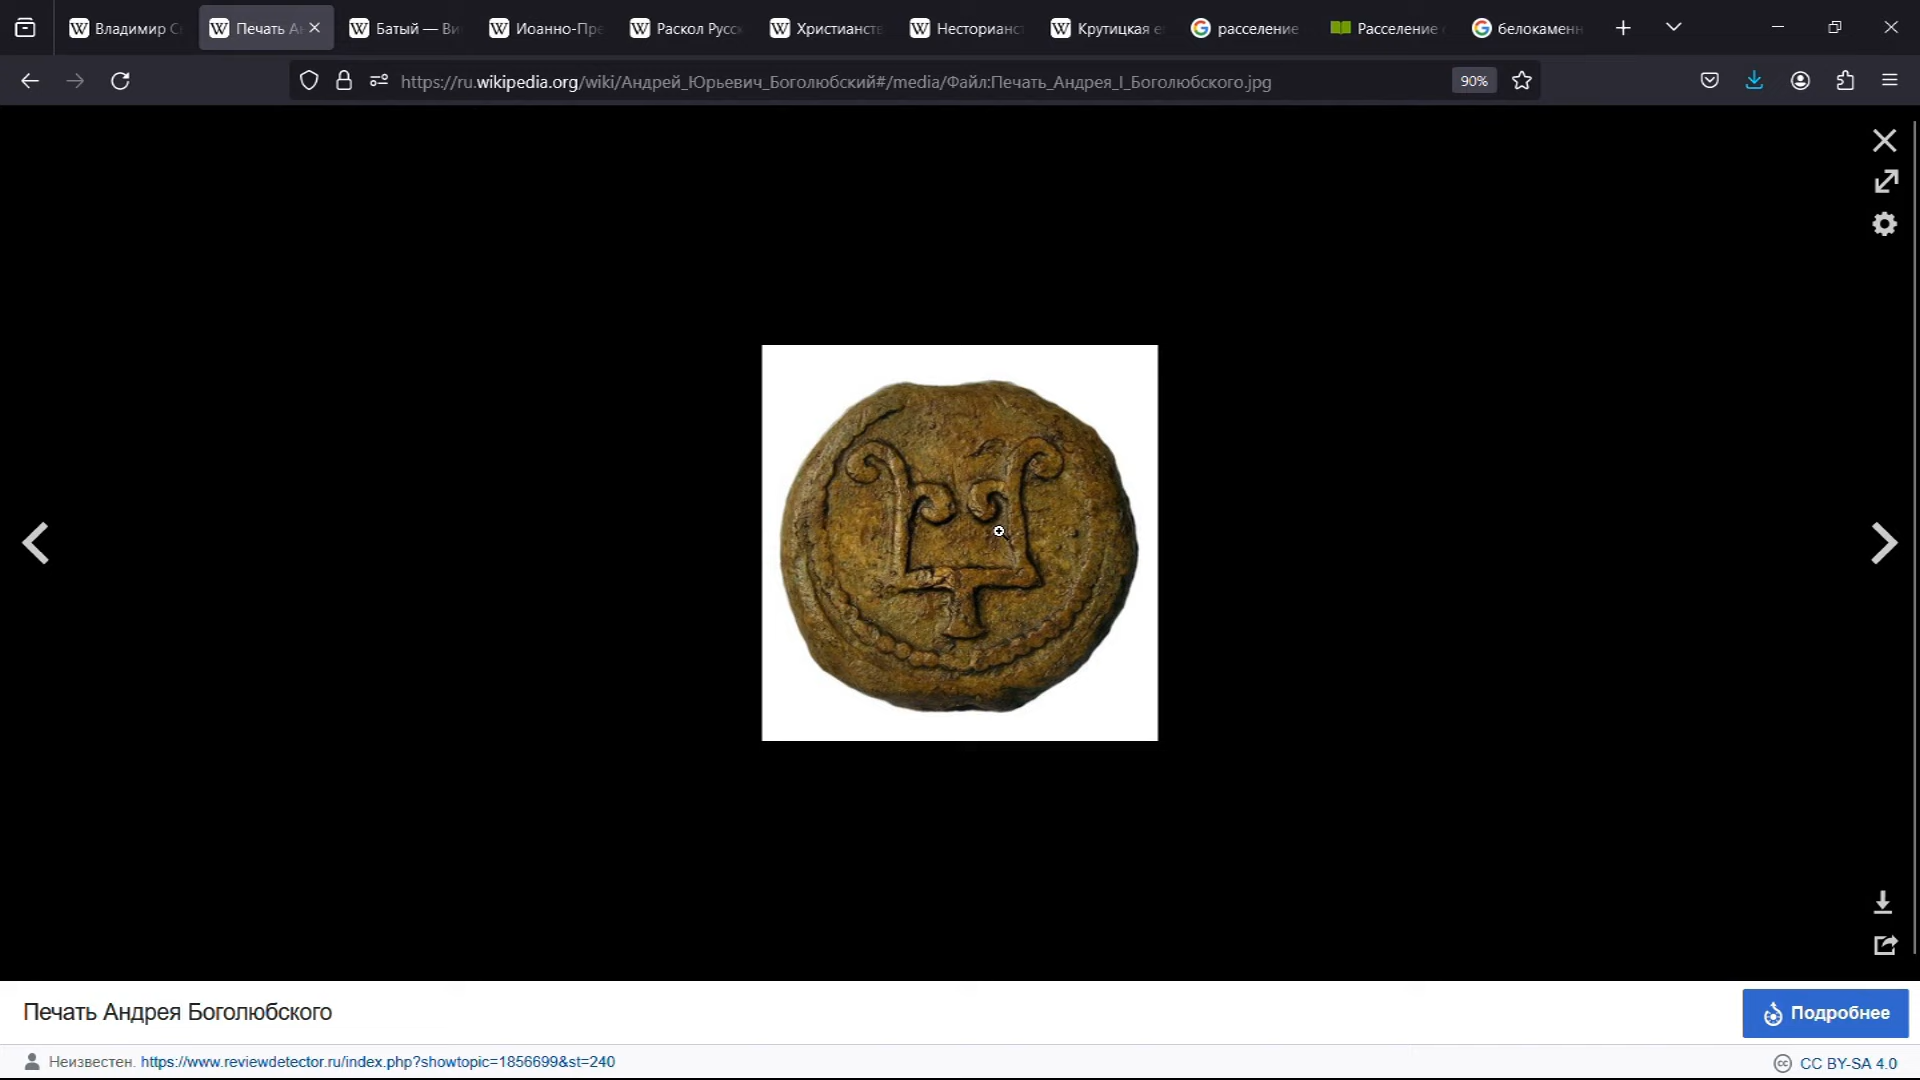 Владимир С
Печать А
Батый — Ви
Иоанно-Пре
Раскол Русс
Христианств
Несторианст
Крутицкая е
расселение
Расселение
белокаменн
https://ru.wikipedia.org/wiki/Андрей_Юрьевич_Боголюбский#/media/Файл:Печать_Андрея_I_Боголюбского.jpg
90%
Печать Андрея Боголюбского
Подробнее
Неизвестен. https://www.reviewdetector.ru/index.php?showtopic=1856699&st=240
CC BY-SA 4.0